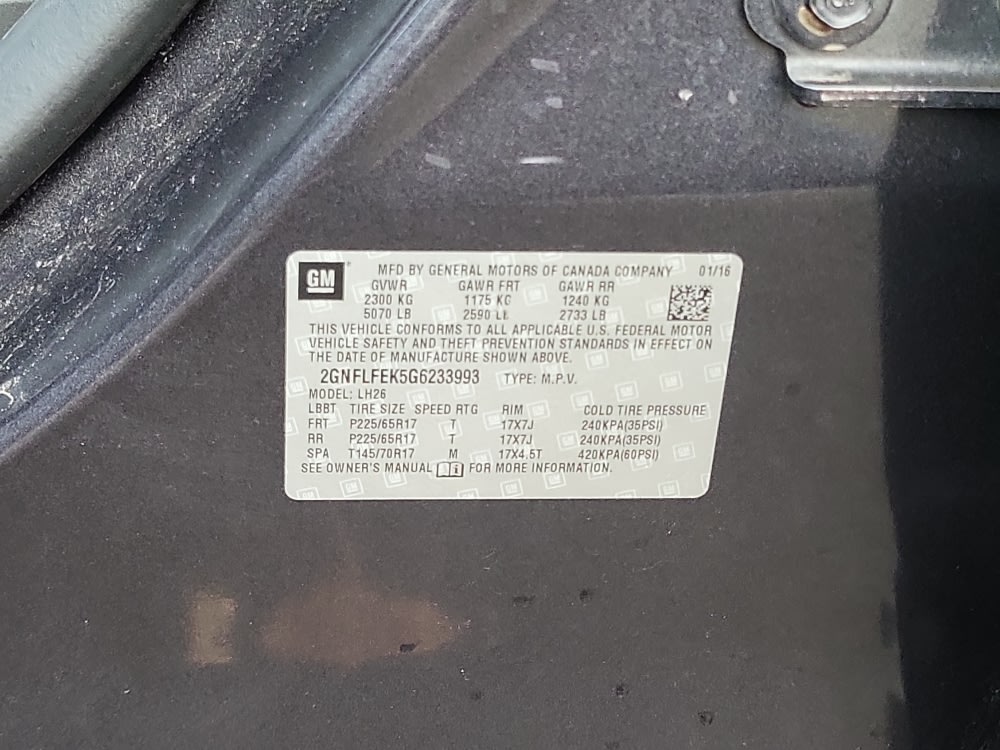 GM MFD BY GENERAL MOTORS OF CANADA COMPANY 01/16
GVWR GAWR FRT GAWR RR
2300 KG 1175 KG 1240 KG
5070 LB 2590 LB 2733 LB
THIS VEHICLE CONFORMS TO ALL APPLICABLE U.S. FEDERAL MOTOR
VEHICLE SAFETY AND THEFT PREVENTION STANDARDS IN EFFECT ON
THE DATE OF MANUFACTURE SHOWN ABOVE.
2GNFLFEK5G6233993 TYPE: M.P.V.
MODEL: LH26
LBBT TIRE SIZE SPEED RTG RIM COLD TIRE PRESSURE
FRT P225/65R17 T 17X7J 240KPA(35PSI)
RR P225/65R17 T 17X7J 240KPA(35PSI)
SPA T145/70R17 M 17X4.5T 420KPA(60PSI)
SEE OWNER'S MANUAL FOR MORE INFORMATION.